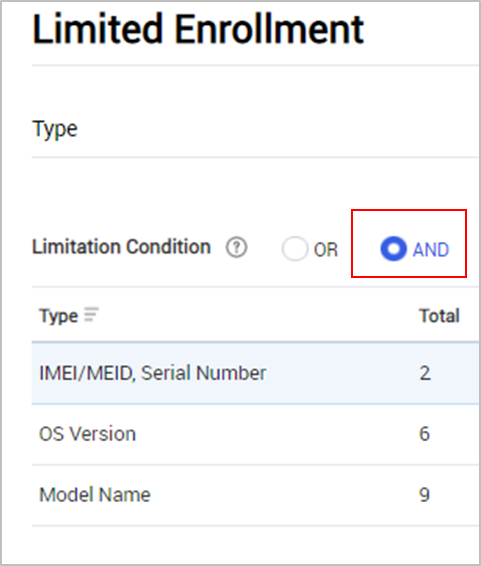 Limited Enrollment
Type
Limitation Condition ? OR AND
Type Total
IMEI/MEID, Serial Number 2
OS Version 6
Model Name 9